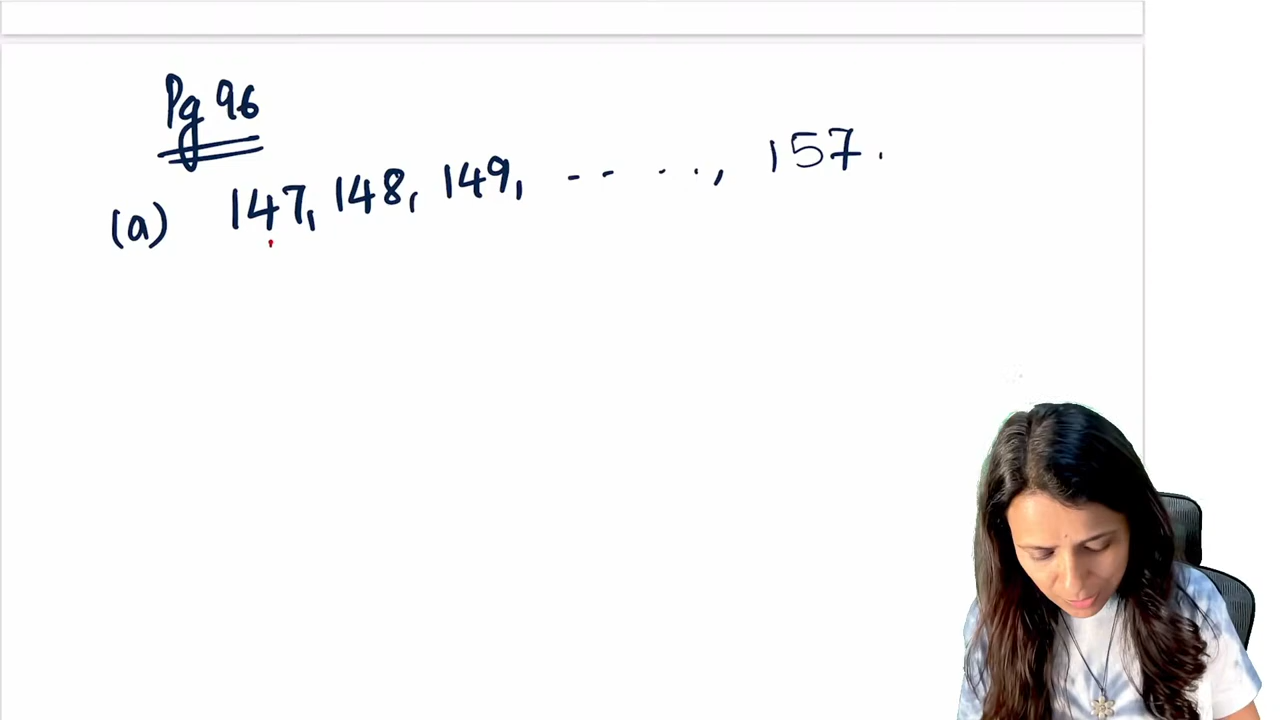 Pg 96
(a) 147, 148, 149, -- - ..., 157.